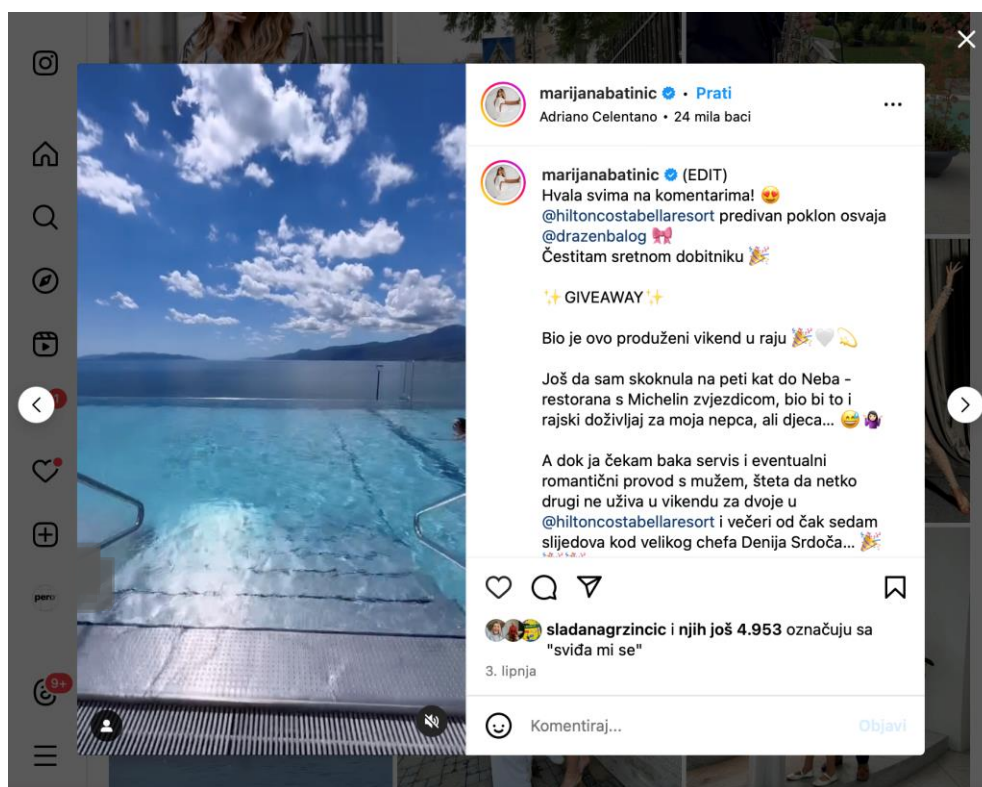 marijanabatinic • Prati
Adriano Celentano • 24 mila baci
marijanabatinic (EDIT)
Hvala svima na komentarima! 😍
@hiltoncostabellaresort predivan poklon osvaja
@drazenbalog 🎀
Čestitam sretnom dobitniku 🎉
✨ GIVEAWAY ✨
Bio je ovo produženi vikend u raju 🎉🤍💫
Još da sam skoknula na peti kat do Neba -
restorana s Michelin zvjezdicom, bio bi to i
rajski doživljaj za moja nepca, ali djeca... 😅🤷🏻‍♀️
A dok ja čekam baka servis i eventualni
romantični provod s mužem, šteta da netko
drugi ne uživa u vikendu za dvoje u
@hiltoncostabellaresort i večeri od čak sedam
slijedova kod velikog chefa Denija Srdoča... 🎉
1
pero
9+
sladanagrzincic i njih još 4.953 označuju sa
"sviđa mi se"
3. lipnja
Komentiraj...
Objavi